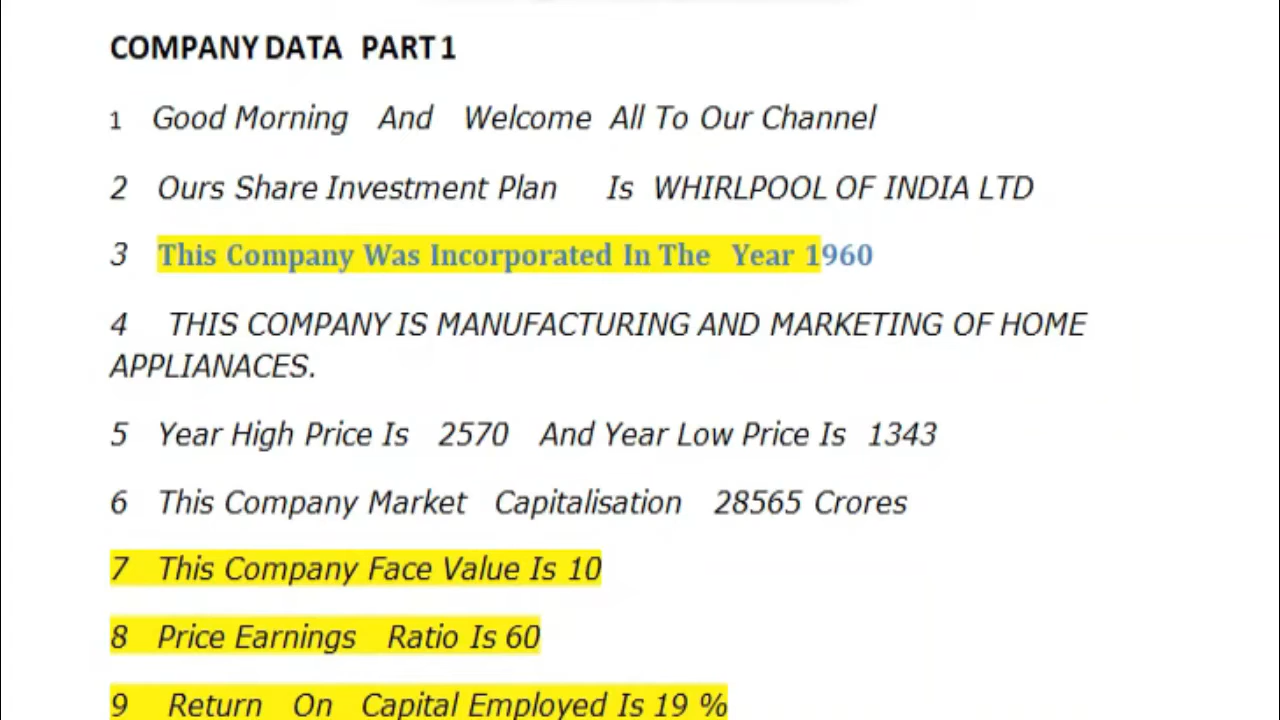 COMPANY DATA PART 1
1 Good Morning And Welcome All To Our Channel
2 Ours Share Investment Plan Is WHIRLPOOL OF INDIA LTD
3 This Company Was Incorporated In The Year 1960
4 THIS COMPANY IS MANUFACTURING AND MARKETING OF HOME
APPLIANACES.
5 Year High Price Is 2570 And Year Low Price Is 1343
6 This Company Market Capitalisation 28565 Crores
7 This Company Face Value Is 10
8 Price Earnings Ratio Is 60
9 Return On Capital Employed Is 19 %